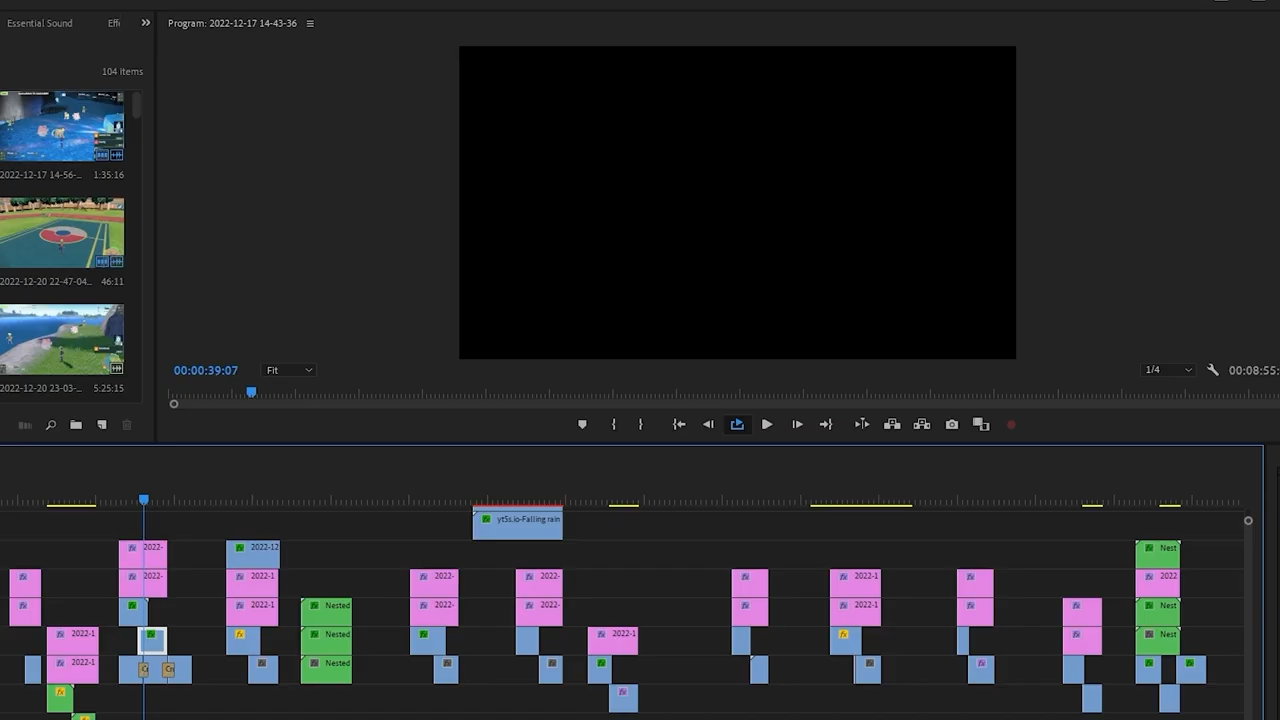 Essential Sound
Effi
Program: 2022-12-17 14-43-36
104 items
2022-12-17 14-56-...
1:35:16
2022-12-20 22-47-04...
46:11
2022-12-20 23-03-...
5:25:15
00:00:39:07
Fit
1/4
00:08:55:
yt5s.io-Falling rain
2022-
2022-12
Nest
2022-
2022-1
2022-
2022-
2022-1
2022
2022-1
Nested
2022-
2022-
2022-1
Nest
2022-1
Nested
2022-1
Nest
2022-1
Nested